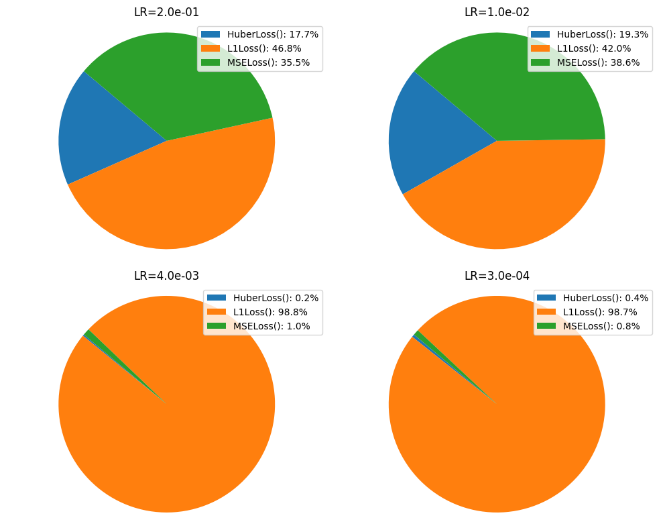 LR=2.0e-01
HuberLoss(): 17.7%
L1Loss(): 46.8%
MSELoss(): 35.5%
LR=1.0e-02
HuberLoss(): 19.3%
L1Loss(): 42.0%
MSELoss(): 38.6%
LR=4.0e-03
HuberLoss(): 0.2%
L1Loss(): 98.8%
MSELoss(): 1.0%
LR=3.0e-04
HuberLoss(): 0.4%
L1Loss(): 98.7%
MSELoss(): 0.8%